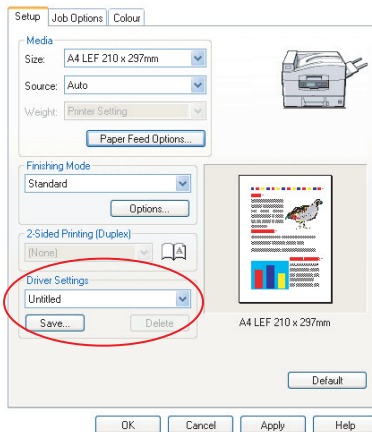 Setup Job Options Colour
Media
Size: A4 LEF 210 x 297mm
Source: Auto
Weight: Printer Setting
Paper Feed Options...
Finishing Mode
Standard
Options...
2-Sided Printing (Duplex)
(None)
A
Driver Settings
Untitled
Save... Delete
A4 LEF 210 x 297mm
Default
OK Cancel Apply Help